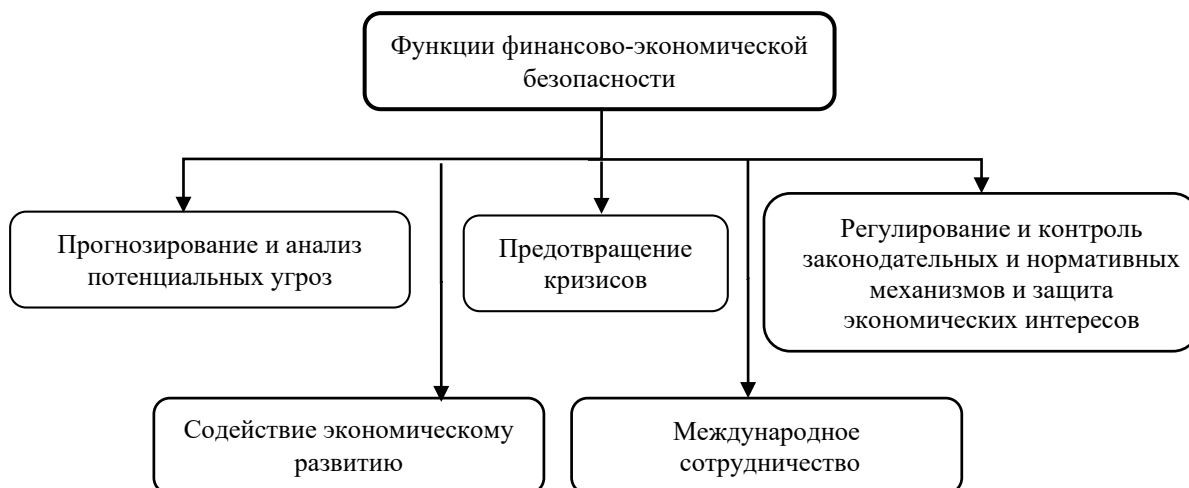 Функции финансово-экономической
безопасности
Прогнозирование и анализ
потенциальных угроз
Предотвращение
кризисов
Регулирование и контроль
законодательных и нормативных
механизмов и защита
экономических интересов
Содействие экономическому
развитию
Международное
сотрудничество